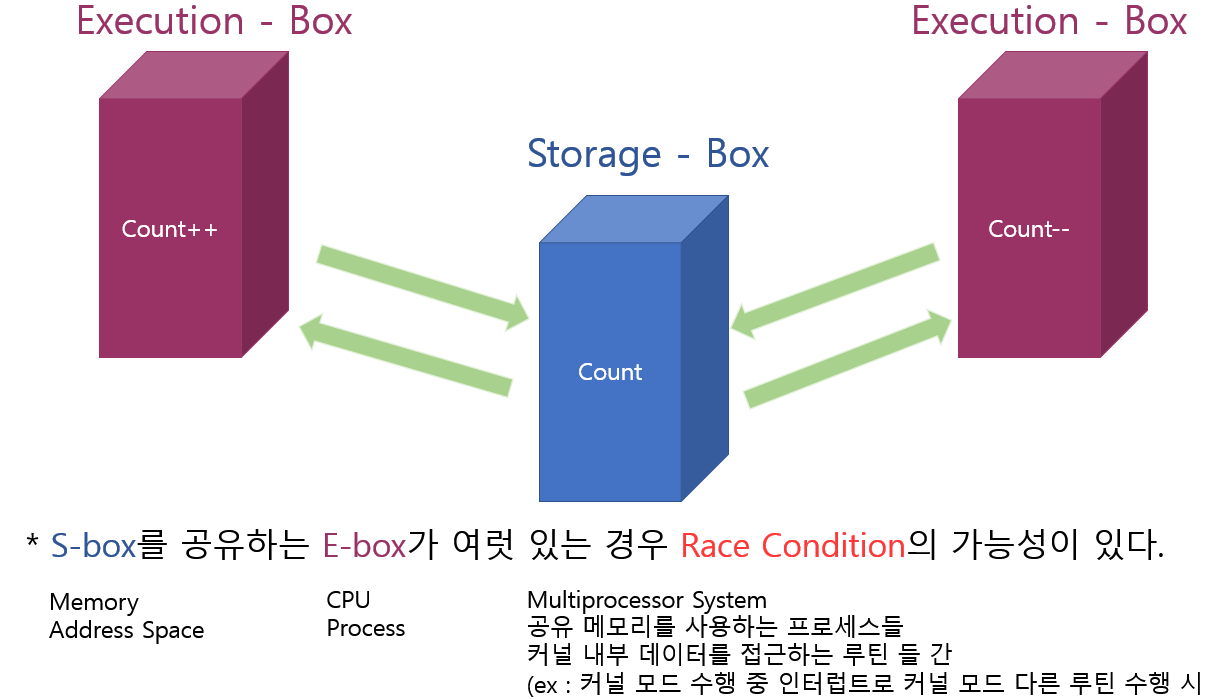 Execution - Box
Execution - Box
Storage - Box
Count++
Count--
Count
* S-box를 공유하는 E-box가 여럿 있는 경우 Race Condition의 가능성이 있다.
Memory
Address Space
CPU
Process
Multiprocessor System
공유 메모리를 사용하는 프로세스들
커널 내부 데이터를 접근하는 루틴 들 간
(ex : 커널 모드 수행 중 인터럽트로 커널 모드 다른 루틴 수행 시